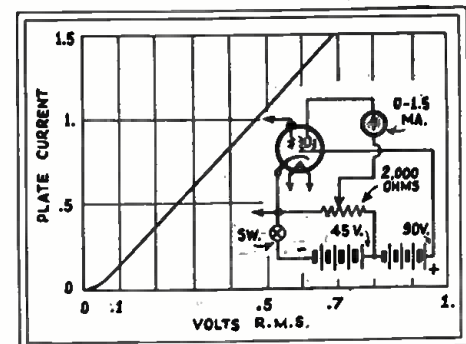 1.5
PLATE CURRENT
1.
.5
0
0
.1
.5
.7
1.
VOLTS R.M.S.
0-1.5
MA.
2,000
OHMS
SW.
-
45 V.
90V.
+